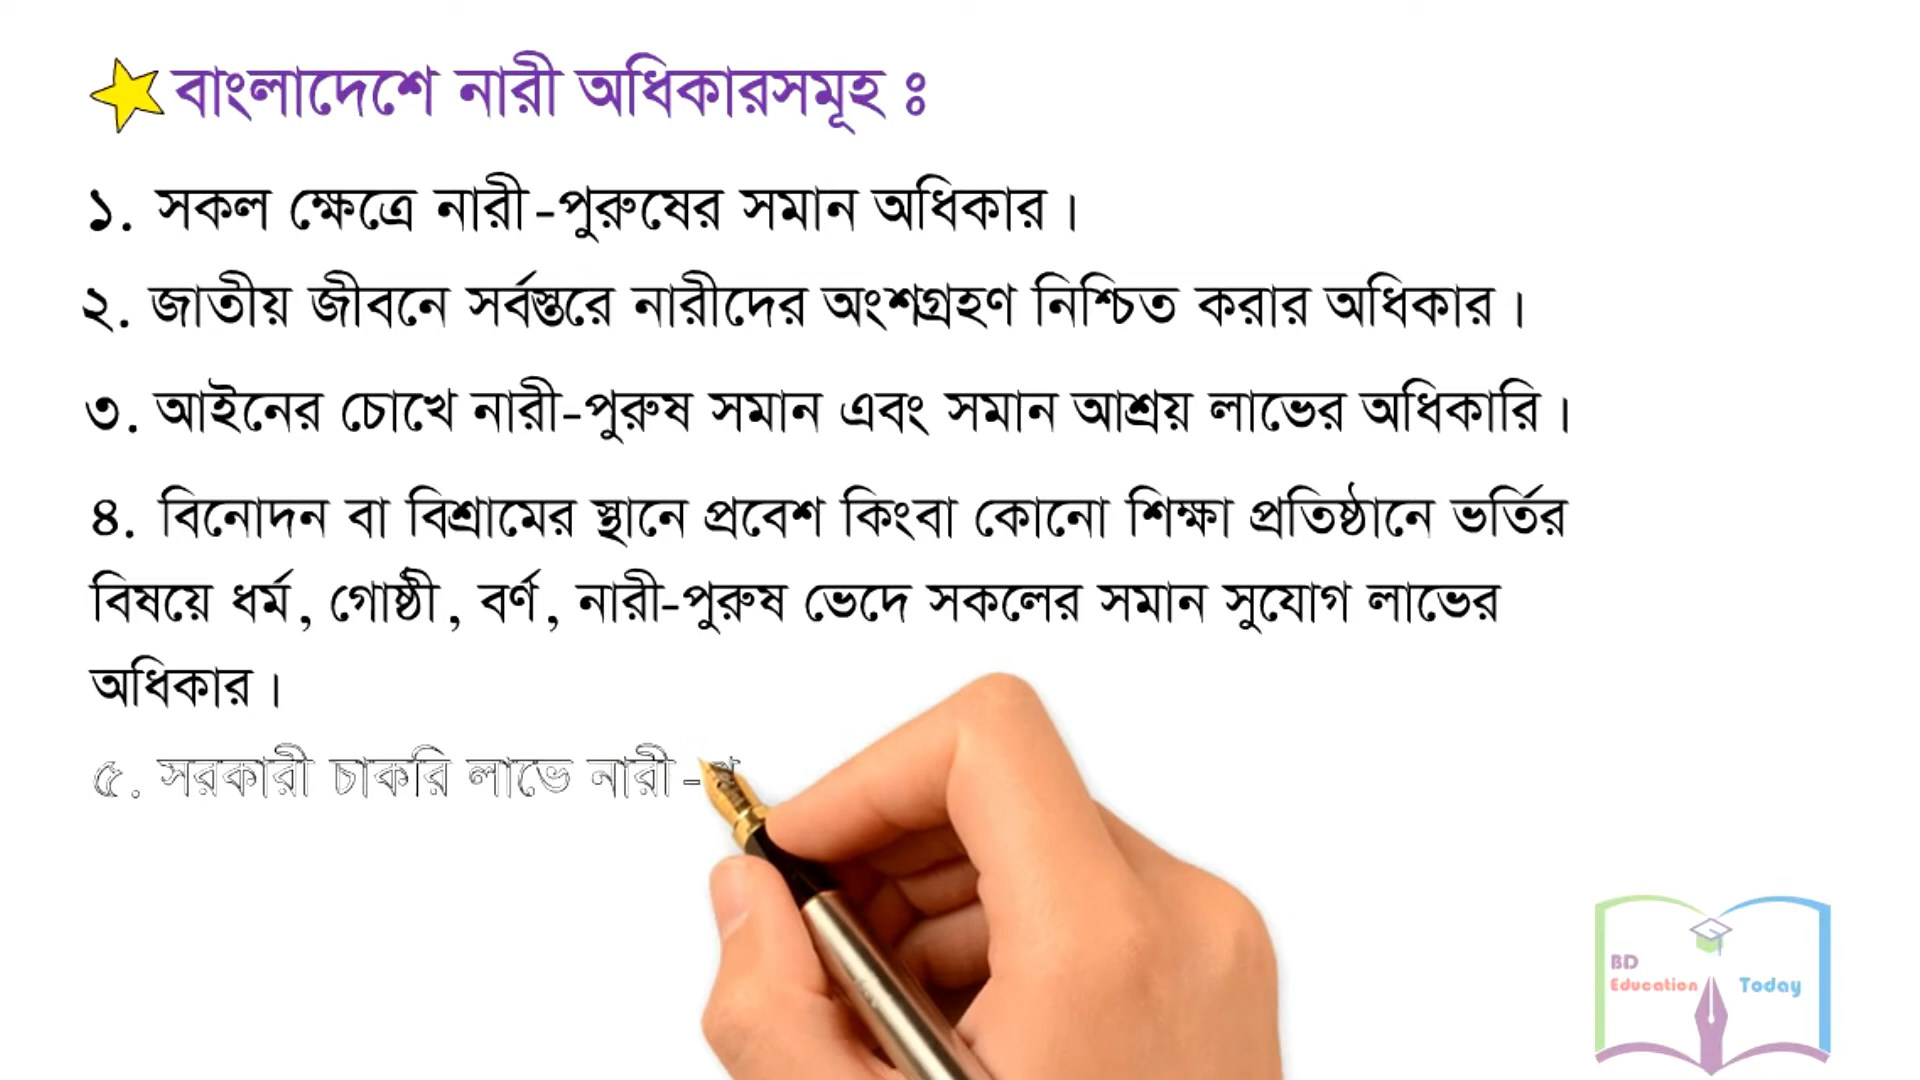 বাংলাদেশে নারী অধিকারসমূহ ঃ
১. সকল ক্ষেত্রে নারী-পুরুষের সমান অধিকার।
২. জাতীয় জীবনে সর্বস্তরে নারীদের অংশগ্রহণ নিশ্চিত করার অধিকার।
৩. আইনের চোখে নারী-পুরুষ সমান এবং সমান আশ্রয় লাভের অধিকারি।
৪. বিনোদন বা বিশ্রামের স্থানে প্রবেশ কিংবা কোনো শিক্ষা প্রতিষ্ঠানে ভর্তির
বিষয়ে ধর্ম, গোষ্ঠী, বর্ণ, নারী-পুরুষ ভেদে সকলের সমান সুযোগ লাভের
অধিকার।
৫. সরকারী চাকরি লাভে নারী-
BD
Education Today